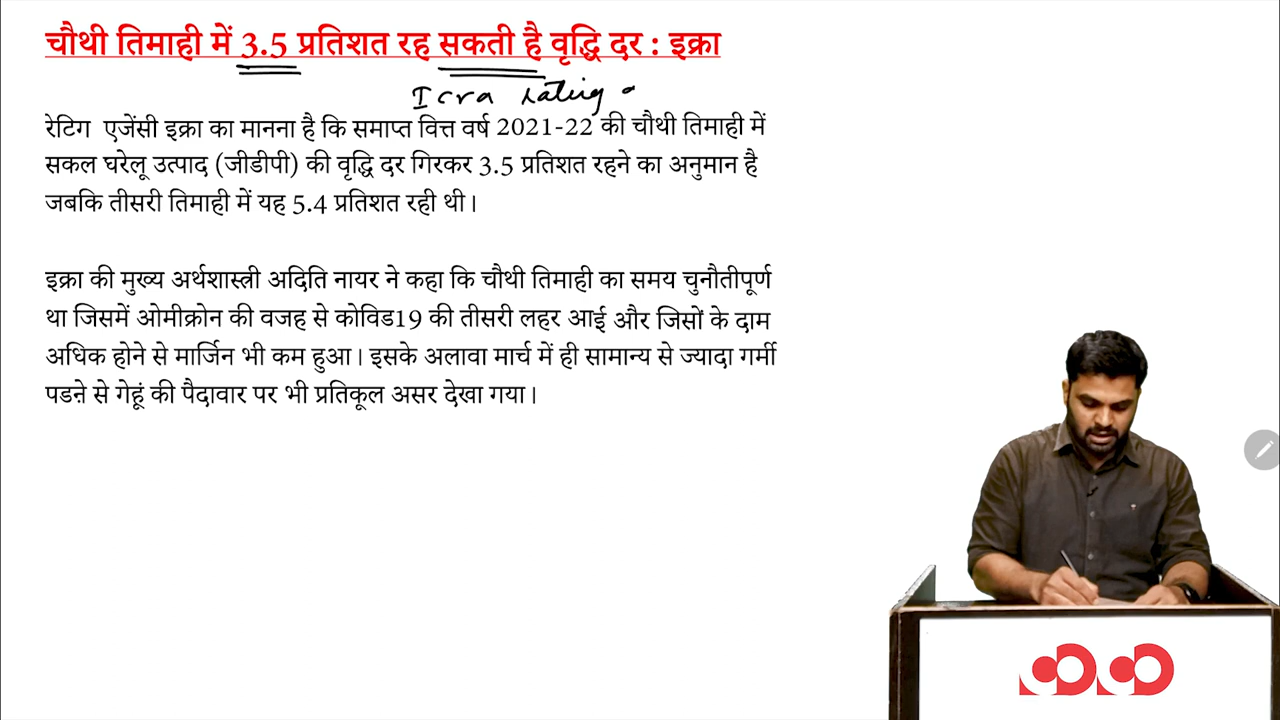 चौथी तिमाही में 3.5 प्रतिशत रह सकती है वृद्धि दर : इक्रा
Icra rating
रेटिग एजेंसी इक्रा का मानना है कि समाप्त वित्त वर्ष 2021-22 की चौथी तिमाही में
सकल घरेलू उत्पाद (जीडीपी) की वृद्धि दर गिरकर 3.5 प्रतिशत रहने का अनुमान है
जबकि तीसरी तिमाही में यह 5.4 प्रतिशत रही थी।
इक्रा की मुख्य अर्थशास्त्री अदिति नायर ने कहा कि चौथी तिमाही का समय चुनौतीपूर्ण
था जिसमें ओमीक्रोन की वजह से कोविड19 की तीसरी लहर आई और जिसों के दाम
अधिक होने से मार्जिन भी कम हुआ। इसके अलावा मार्च में ही सामान्य से ज्यादा गर्मी
पडऩे से गेहूं की पैदावार पर भी प्रतिकूल असर देखा गया।